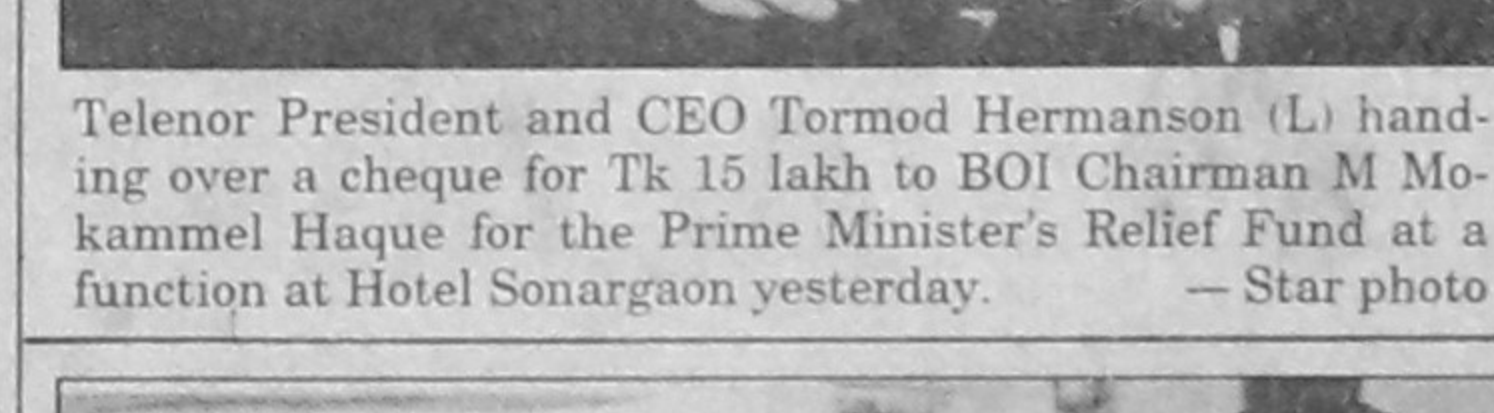 Telenor President and CEO Tormod Hermanson (L) hand-
ing over a cheque for Tk 15 lakh to BOI Chairman M Mo-
kammel Haque for the Prime Minister's Relief Fund at a
function at Hotel Sonargaon yesterday. — Star photo